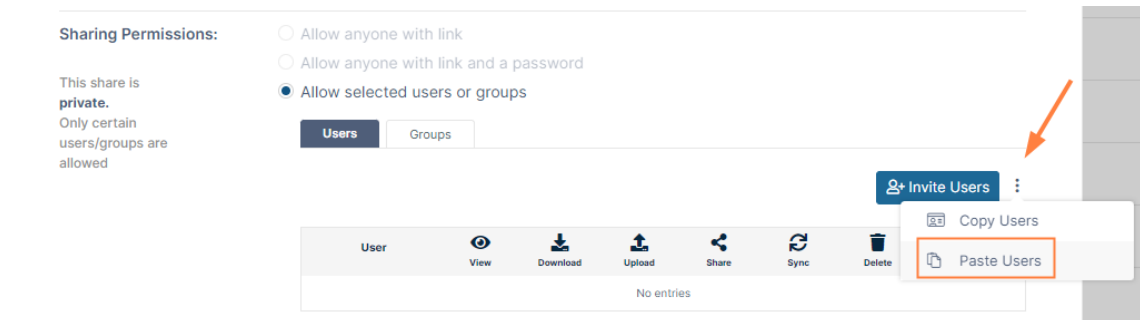 Sharing Permissions:
Allow anyone with link
Allow anyone with link and a password
This share is
private.
Only certain
users/groups are
allowed
Allow selected users or groups
Users
Groups
Invite Users
Copy Users
Paste Users
User
View
Download
Upload
Share
Sync
Delete
No entries